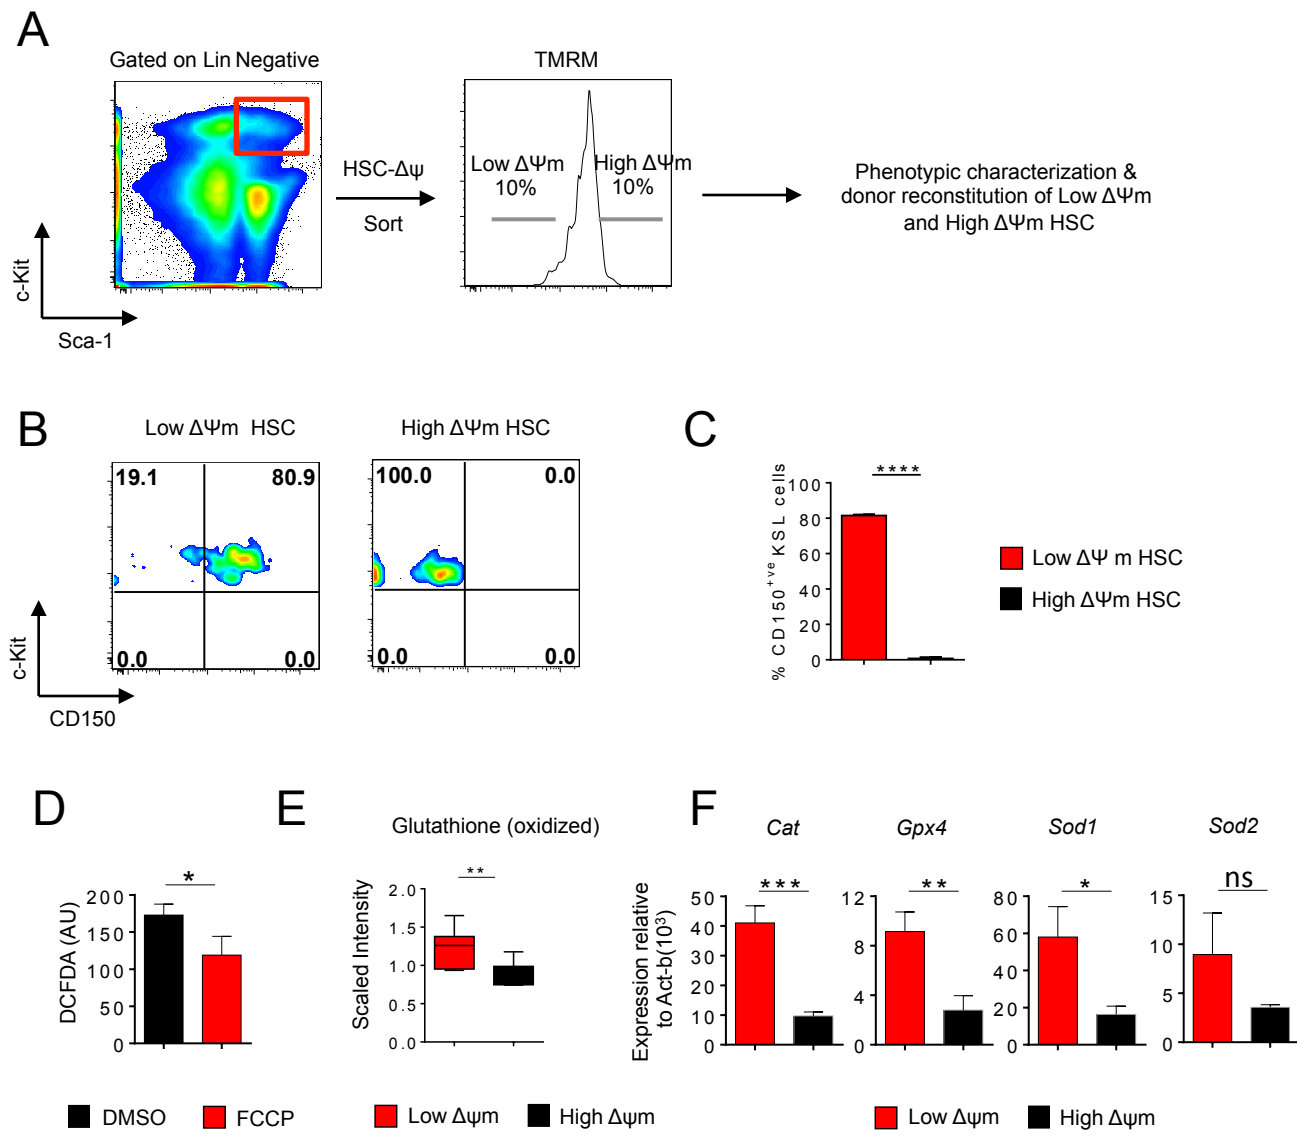 A
Gated on Lin Negative
c-Kit
Sca-1
HSC-Δψ
Sort
TMRM
Low ΔΨm
10%
High ΔΨm
10%
Phenotypic characterization &
donor reconstitution of Low ΔΨm
and High ΔΨm HSC
B
Low ΔΨm HSC
19.1
80.9
0.0
0.0
High ΔΨm HSC
100.0
0.0
0.0
0.0
c-Kit
CD150
C
% CD150+ve KSL cells
100
80
60
40
20
0
****
Low ΔΨ m HSC
High ΔΨm HSC
D
DCFDA (AU)
200
150
100
50
0
*
DMSO
FCCP
E
Glutathione (oxidized)
Scaled Intensity
2.0
1.5
1.0
0.5
0.0
**
Low Δψm
High Δψm
F
Expression relative
to Act-b(10³)
Cat
50
40
30
20
10
0
***
Gpx4
12
8
4
0
**
Sod1
80
60
40
20
0
*
Sod2
15
10
5
0
ns
Low Δψm
High Δψm